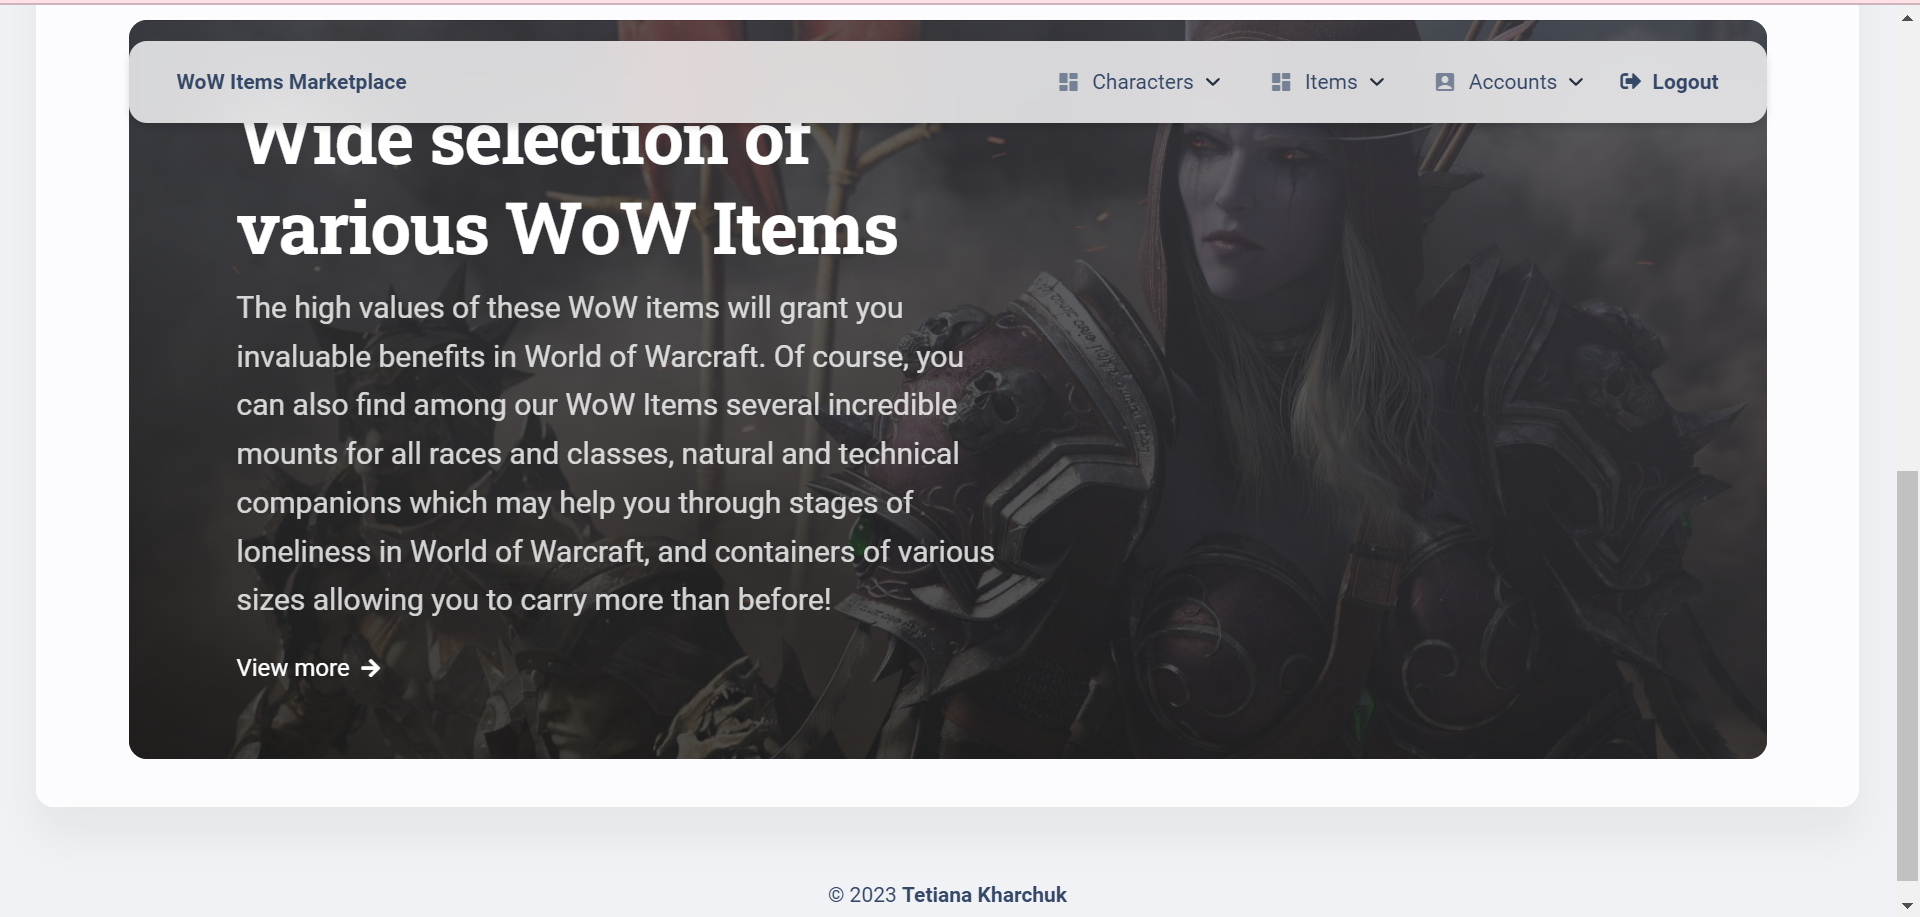 WoW Items Marketplace
Characters
Items
Accounts
Logout
Wide selection of
various WoW Items
The high values of these WoW items will grant you
invaluable benefits in World of Warcraft. Of course, you
can also find among our WoW Items several incredible
mounts for all races and classes, natural and technical
companions which may help you through stages of
loneliness in World of Warcraft, and containers of various
sizes allowing you to carry more than before!
View more
© 2023 Tetiana Kharchuk